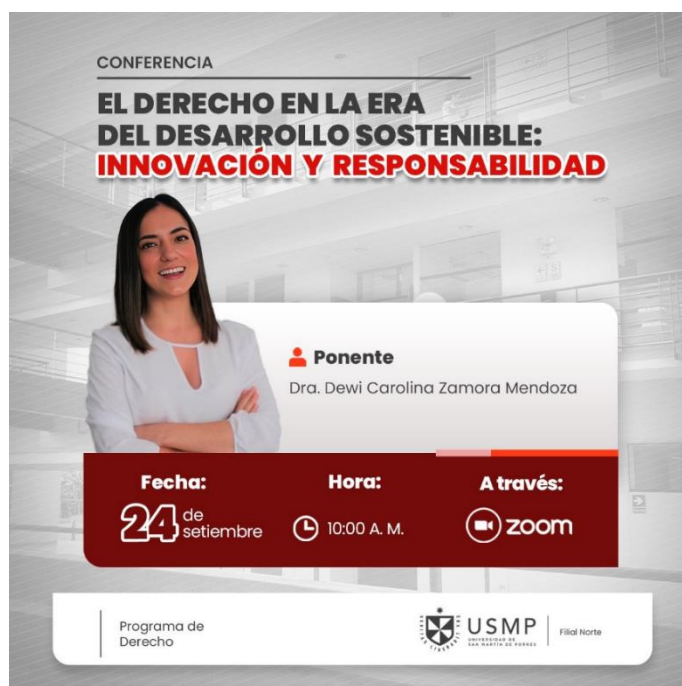 CONFERENCIA
EL DERECHO EN LA ERA
DEL DESARROLLO SOSTENIBLE:
INNOVACIÓN Y RESPONSABILIDAD
Ponente
Dra. Dewi Carolina Zamora Mendoza
Fecha:
24 de
setiembre
Hora:
10:00 A. M.
A través:
zoom
Programa de
Derecho
USMP
UNIVERSIDAD DE
SAN MARTÍN DE PORRES
Filial Norte